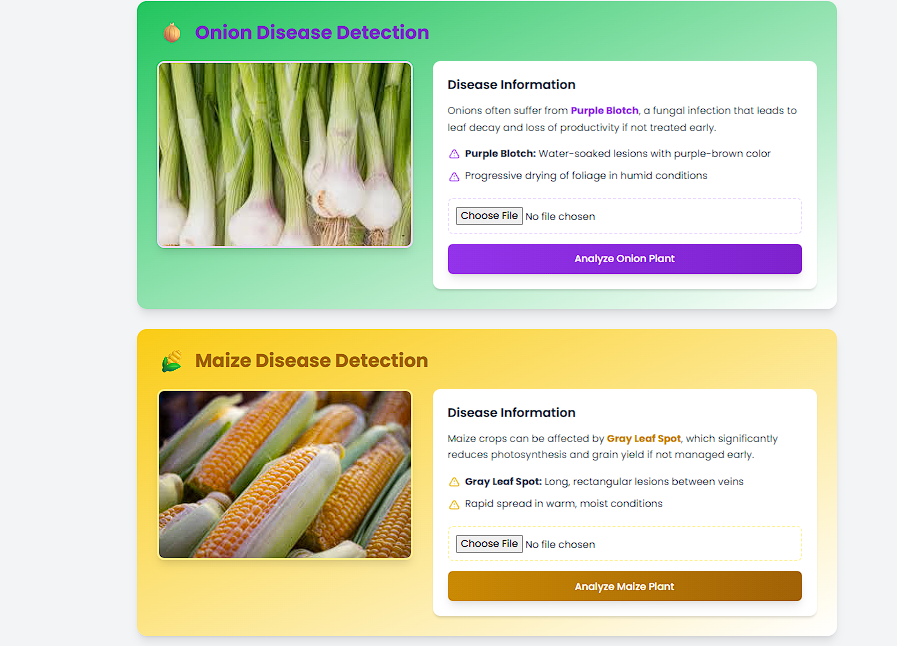 Onion Disease Detection
Disease Information
Onions often suffer from Purple Blotch, a fungal infection that leads to
leaf decay and loss of productivity if not treated early.
Purple Blotch: Water-soaked lesions with purple-brown color
Progressive drying of foliage in humid conditions
Choose File No file chosen
Analyze Onion Plant
Maize Disease Detection
Disease Information
Maize crops can be affected by Gray Leaf Spot, which significantly
reduces photosynthesis and grain yield if not managed early.
Gray Leaf Spot: Long, rectangular lesions between veins
Rapid spread in warm, moist conditions
Choose File No file chosen
Analyze Maize Plant